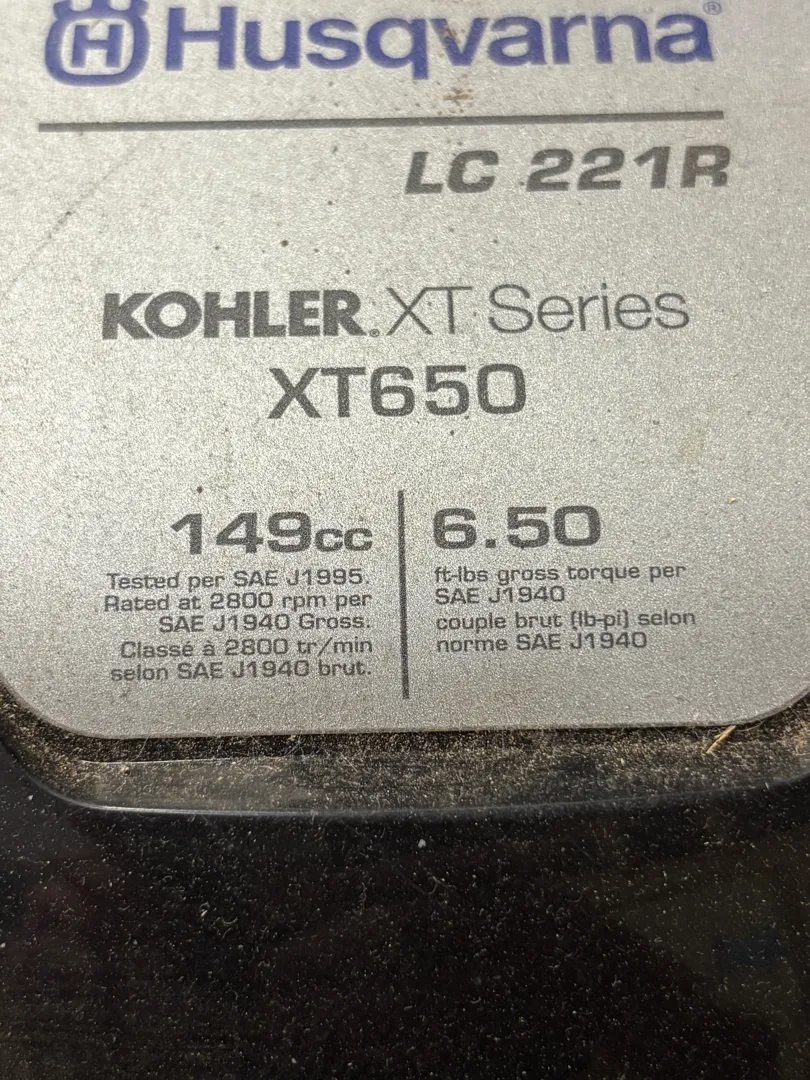 H Husqvarna®
LC 221R
KOHLER® XT Series
XT650
149cc
Tested per SAE J1995.
Rated at 2800 rpm per
SAE J1940 Gross.
Classé à 2800 tr/min
selon SAE J1940 brut.
6.50
ft-lbs gross torque per
SAE J1940
couple brut (lb-pi) selon
norme SAE J1940